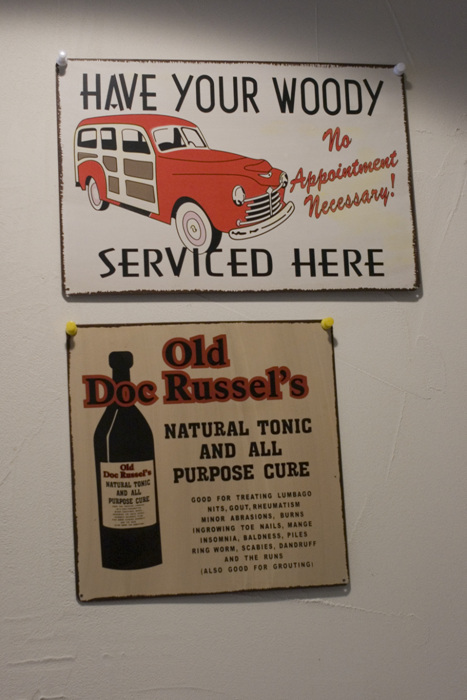 HAVE YOUR WOODY
No
Appointment
Necessary!
SERVICED HERE
Old
Doc Russel's
NATURAL TONIC
AND ALL
PURPOSE CURE
GOOD FOR TREATING LUMBAGO
NITS, GOUT, RHEUMATISM
MINOR ABRASIONS, BURNS
INGROWING TOE NAILS, MANGE
INSOMNIA, BALDNESS, PILES
RING WORM, SCABIES, DANDRUFF
AND THE RUNS
(ALSO GOOD FOR GROUTING)
Old
Doc Russel's
NATURAL TONIC
AND ALL
PURPOSE CURE